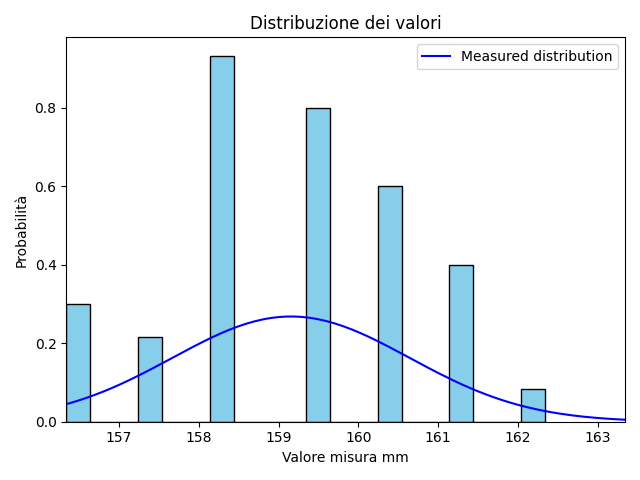 Distribuzione dei valori
Measured distribution
Probabilità
0.8
0.6
0.4
0.2
0.0
157 158 159 160 161 162 163
Valore misura mm